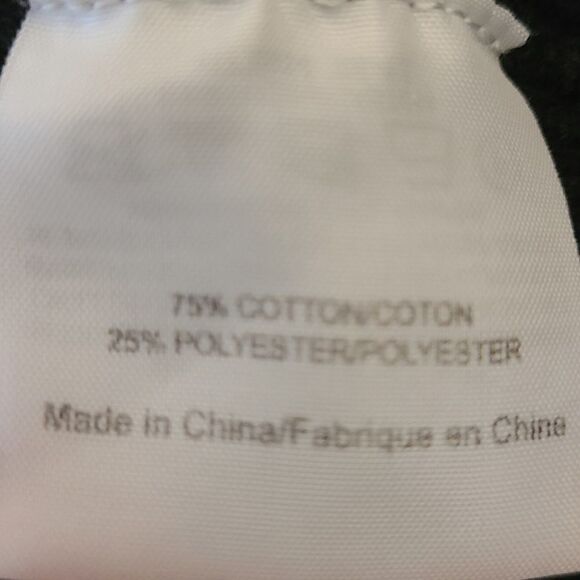 75% COTTON/COTON
25% POLYESTER/POLYESTER
Made in China/Fabrique en Chine